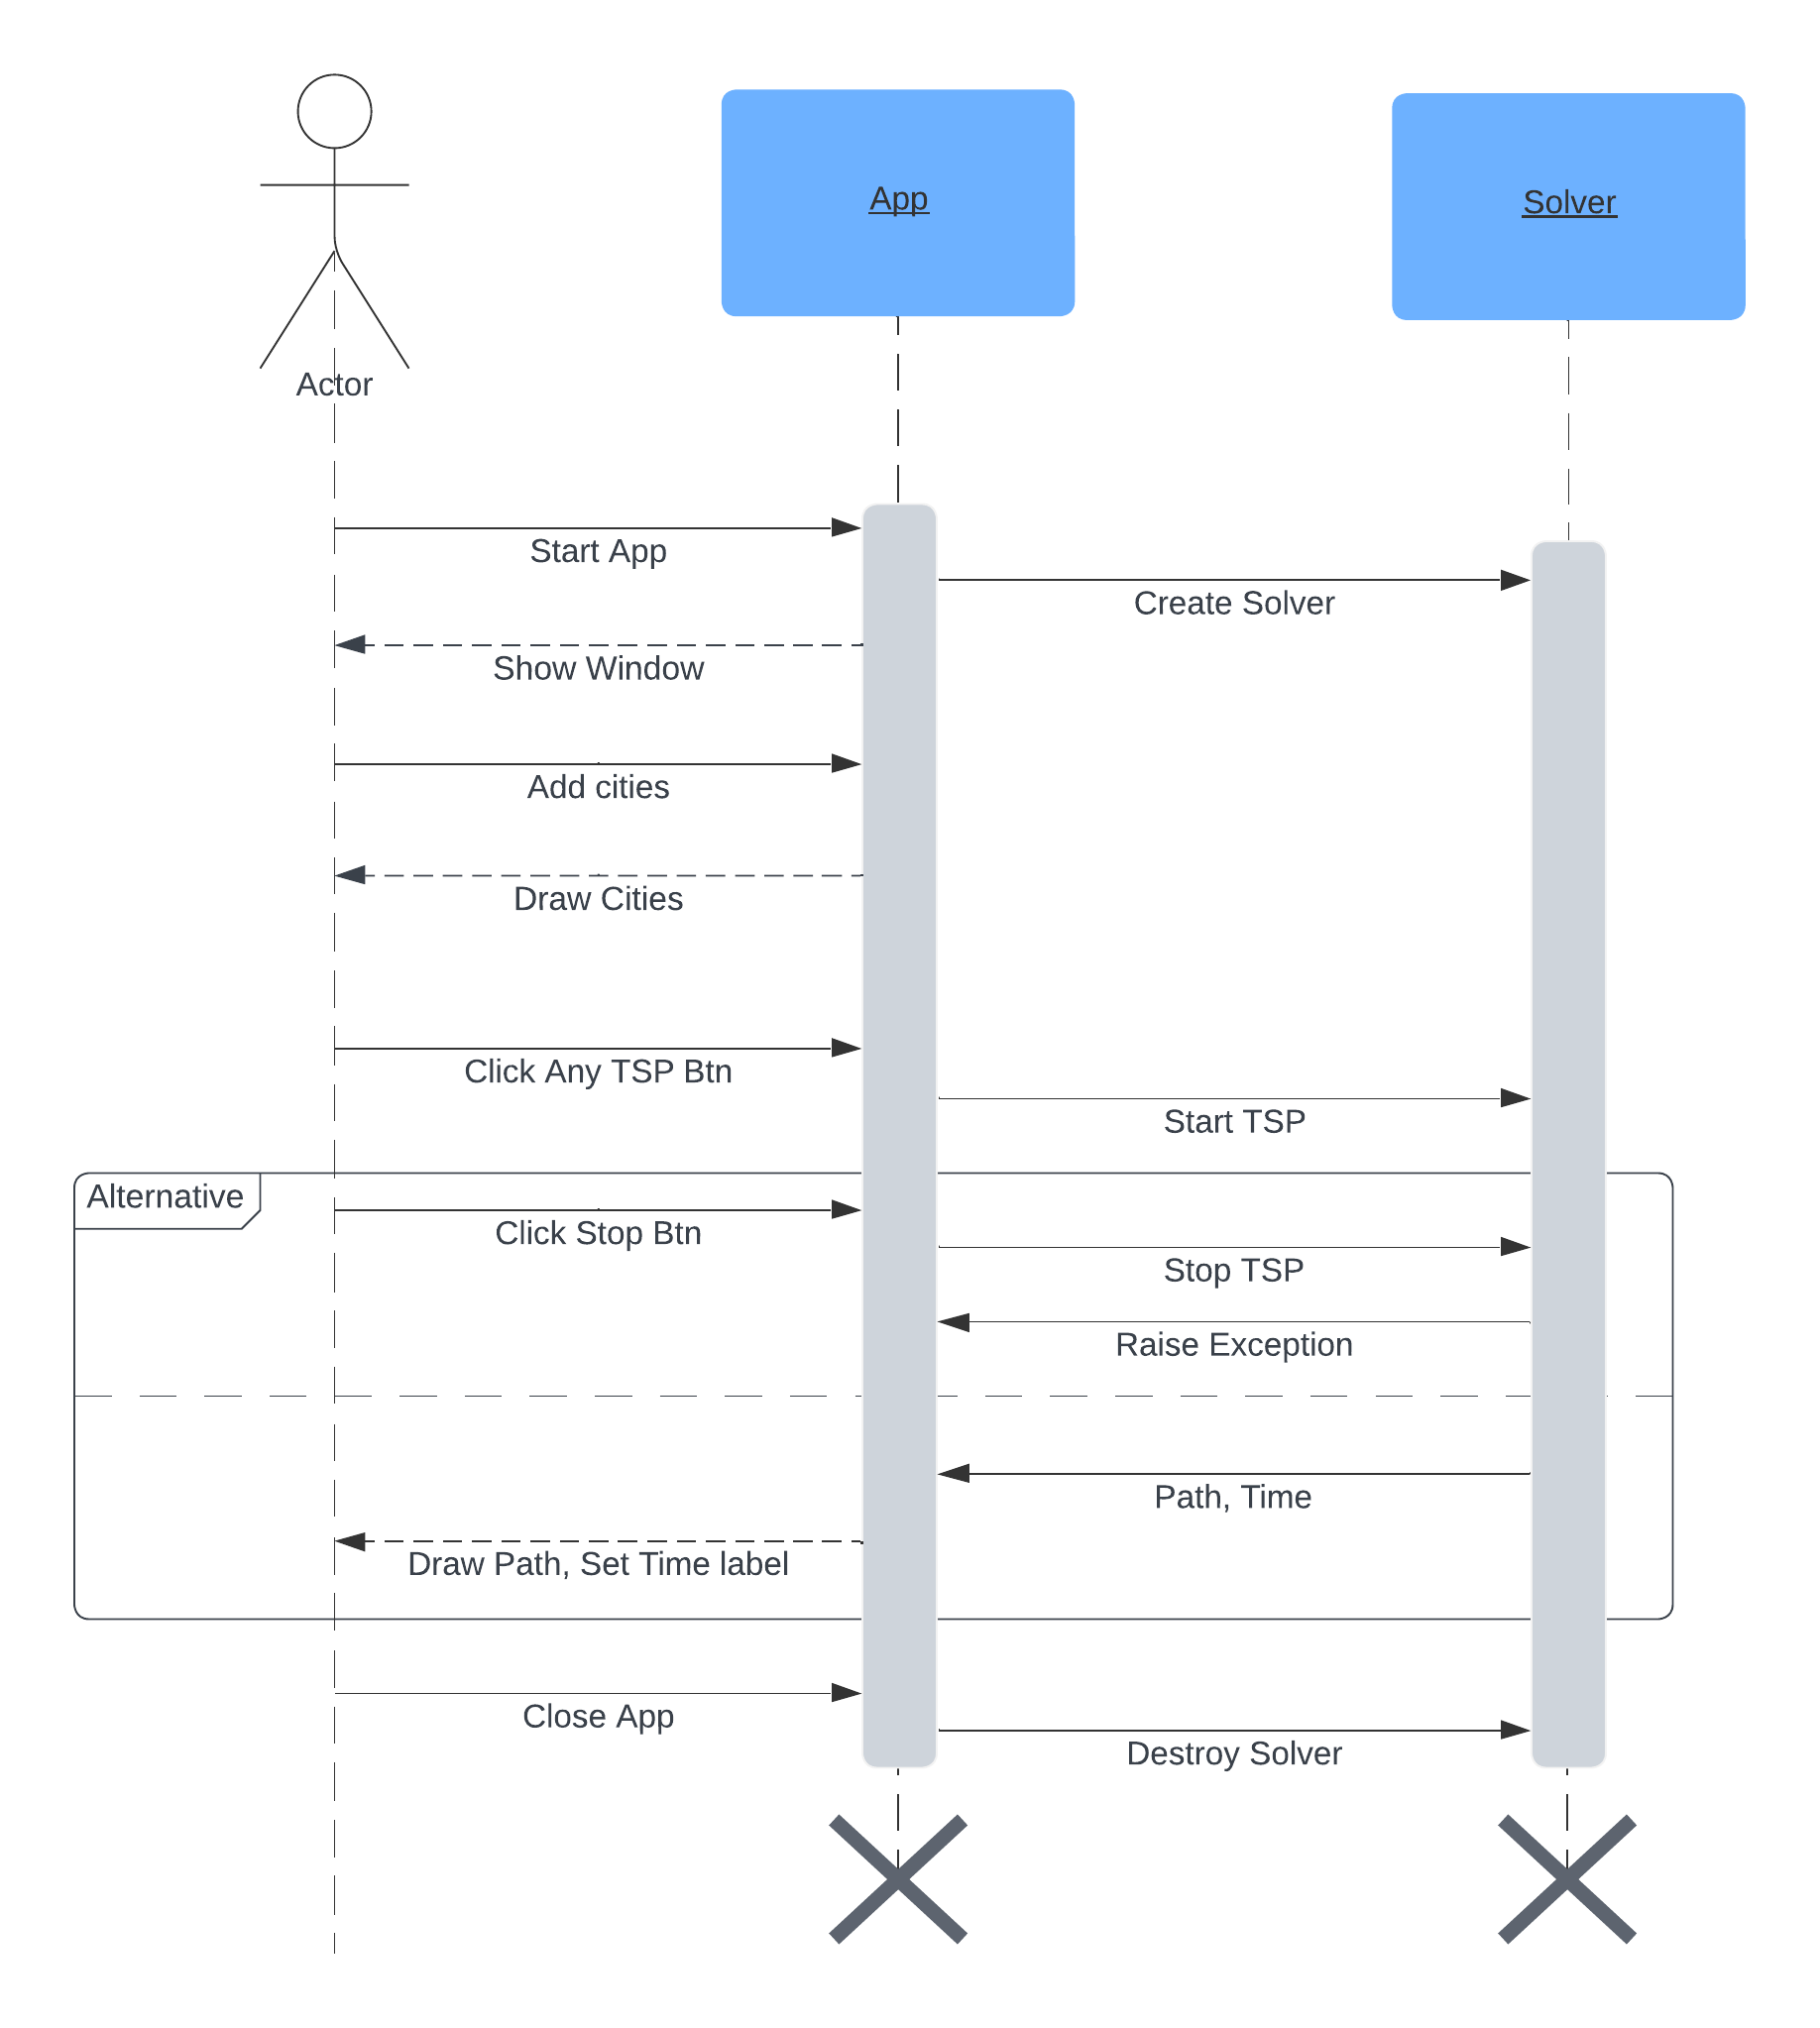 App
Solver
Actor
Start App
Create Solver
Show Window
Add cities
Draw Cities
Click Any TSP Btn
Start TSP
Alternative
Click Stop Btn
Stop TSP
Raise Exception
Path, Time
Draw Path, Set Time label
Close App
Destroy Solver